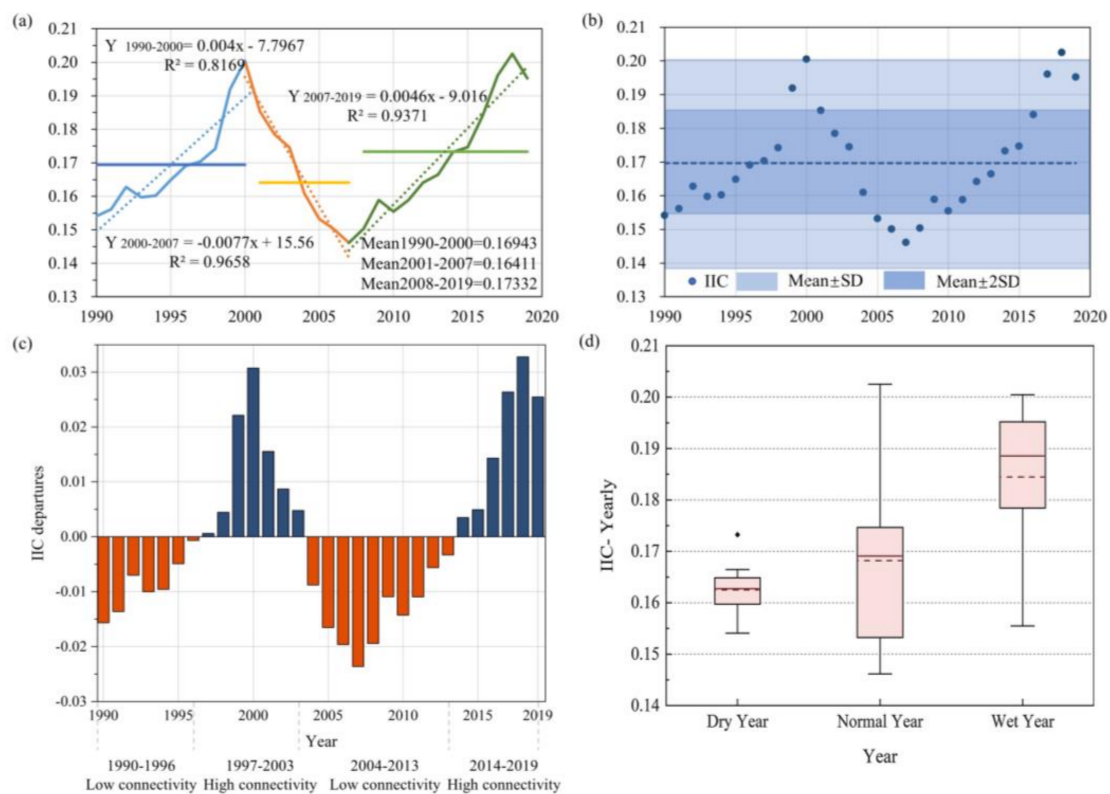 (a)
0.21
0.20
0.19
0.18
0.17
0.16
0.15
0.14
0.13
Y 1990-2000= 0.004x - 7.7967
R² = 0.8169
Y 2007-2019= 0.0046x - 9.016
R² = 0.9371
Y 2000-2007 = -0.0077x + 15.56
R² = 0.9658
Mean1990-2000=0.16943
Mean2001-2007=0.16411
Mean2008-2019=0.17332
1990 1995 2000 2005 2010 2015 2020
(b)
0.21
0.20
0.19
0.18
0.17
0.16
0.15
0.14
0.13
IIC Mean±SD Mean±2SD
1990 1995 2000 2005 2010 2015 2020
(c)
IIC departures
0.03
0.02
0.01
0.00
-0.01
-0.02
-0.03
1990 1995 2000 2005 2010 2015 2019
Year
1990-1996 1997-2003 2004-2013 2014-2019
Low connectivity High connectivity Low connectivity High connectivity
(d)
IIC- Yearly
0.21
0.20
0.19
0.18
0.17
0.16
0.15
0.14
Dry Year Normal Year Wet Year
Year